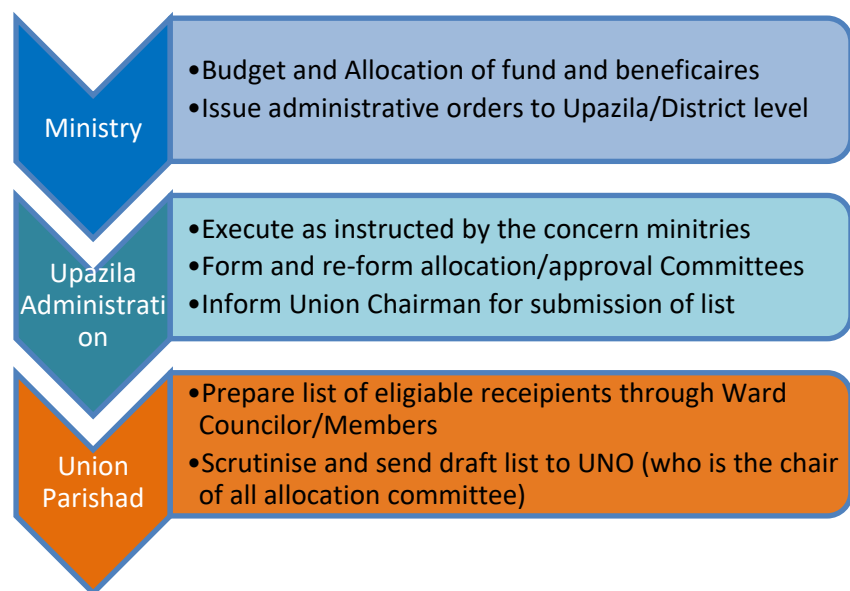 Ministry
•Budget and Allocation of fund and beneficaires
•Issue administrative orders to Upazila/District level
Upazila
Administrati
on
•Execute as instructed by the concern minitries
•Form and re-form allocation/approval Committees
•Inform Union Chairman for submission of list
Union
Parishad
•Prepare list of eligiable receipients through Ward
Councilor/Members
•Scrutinise and send draft list to UNO (who is the chair
of all allocation committee)